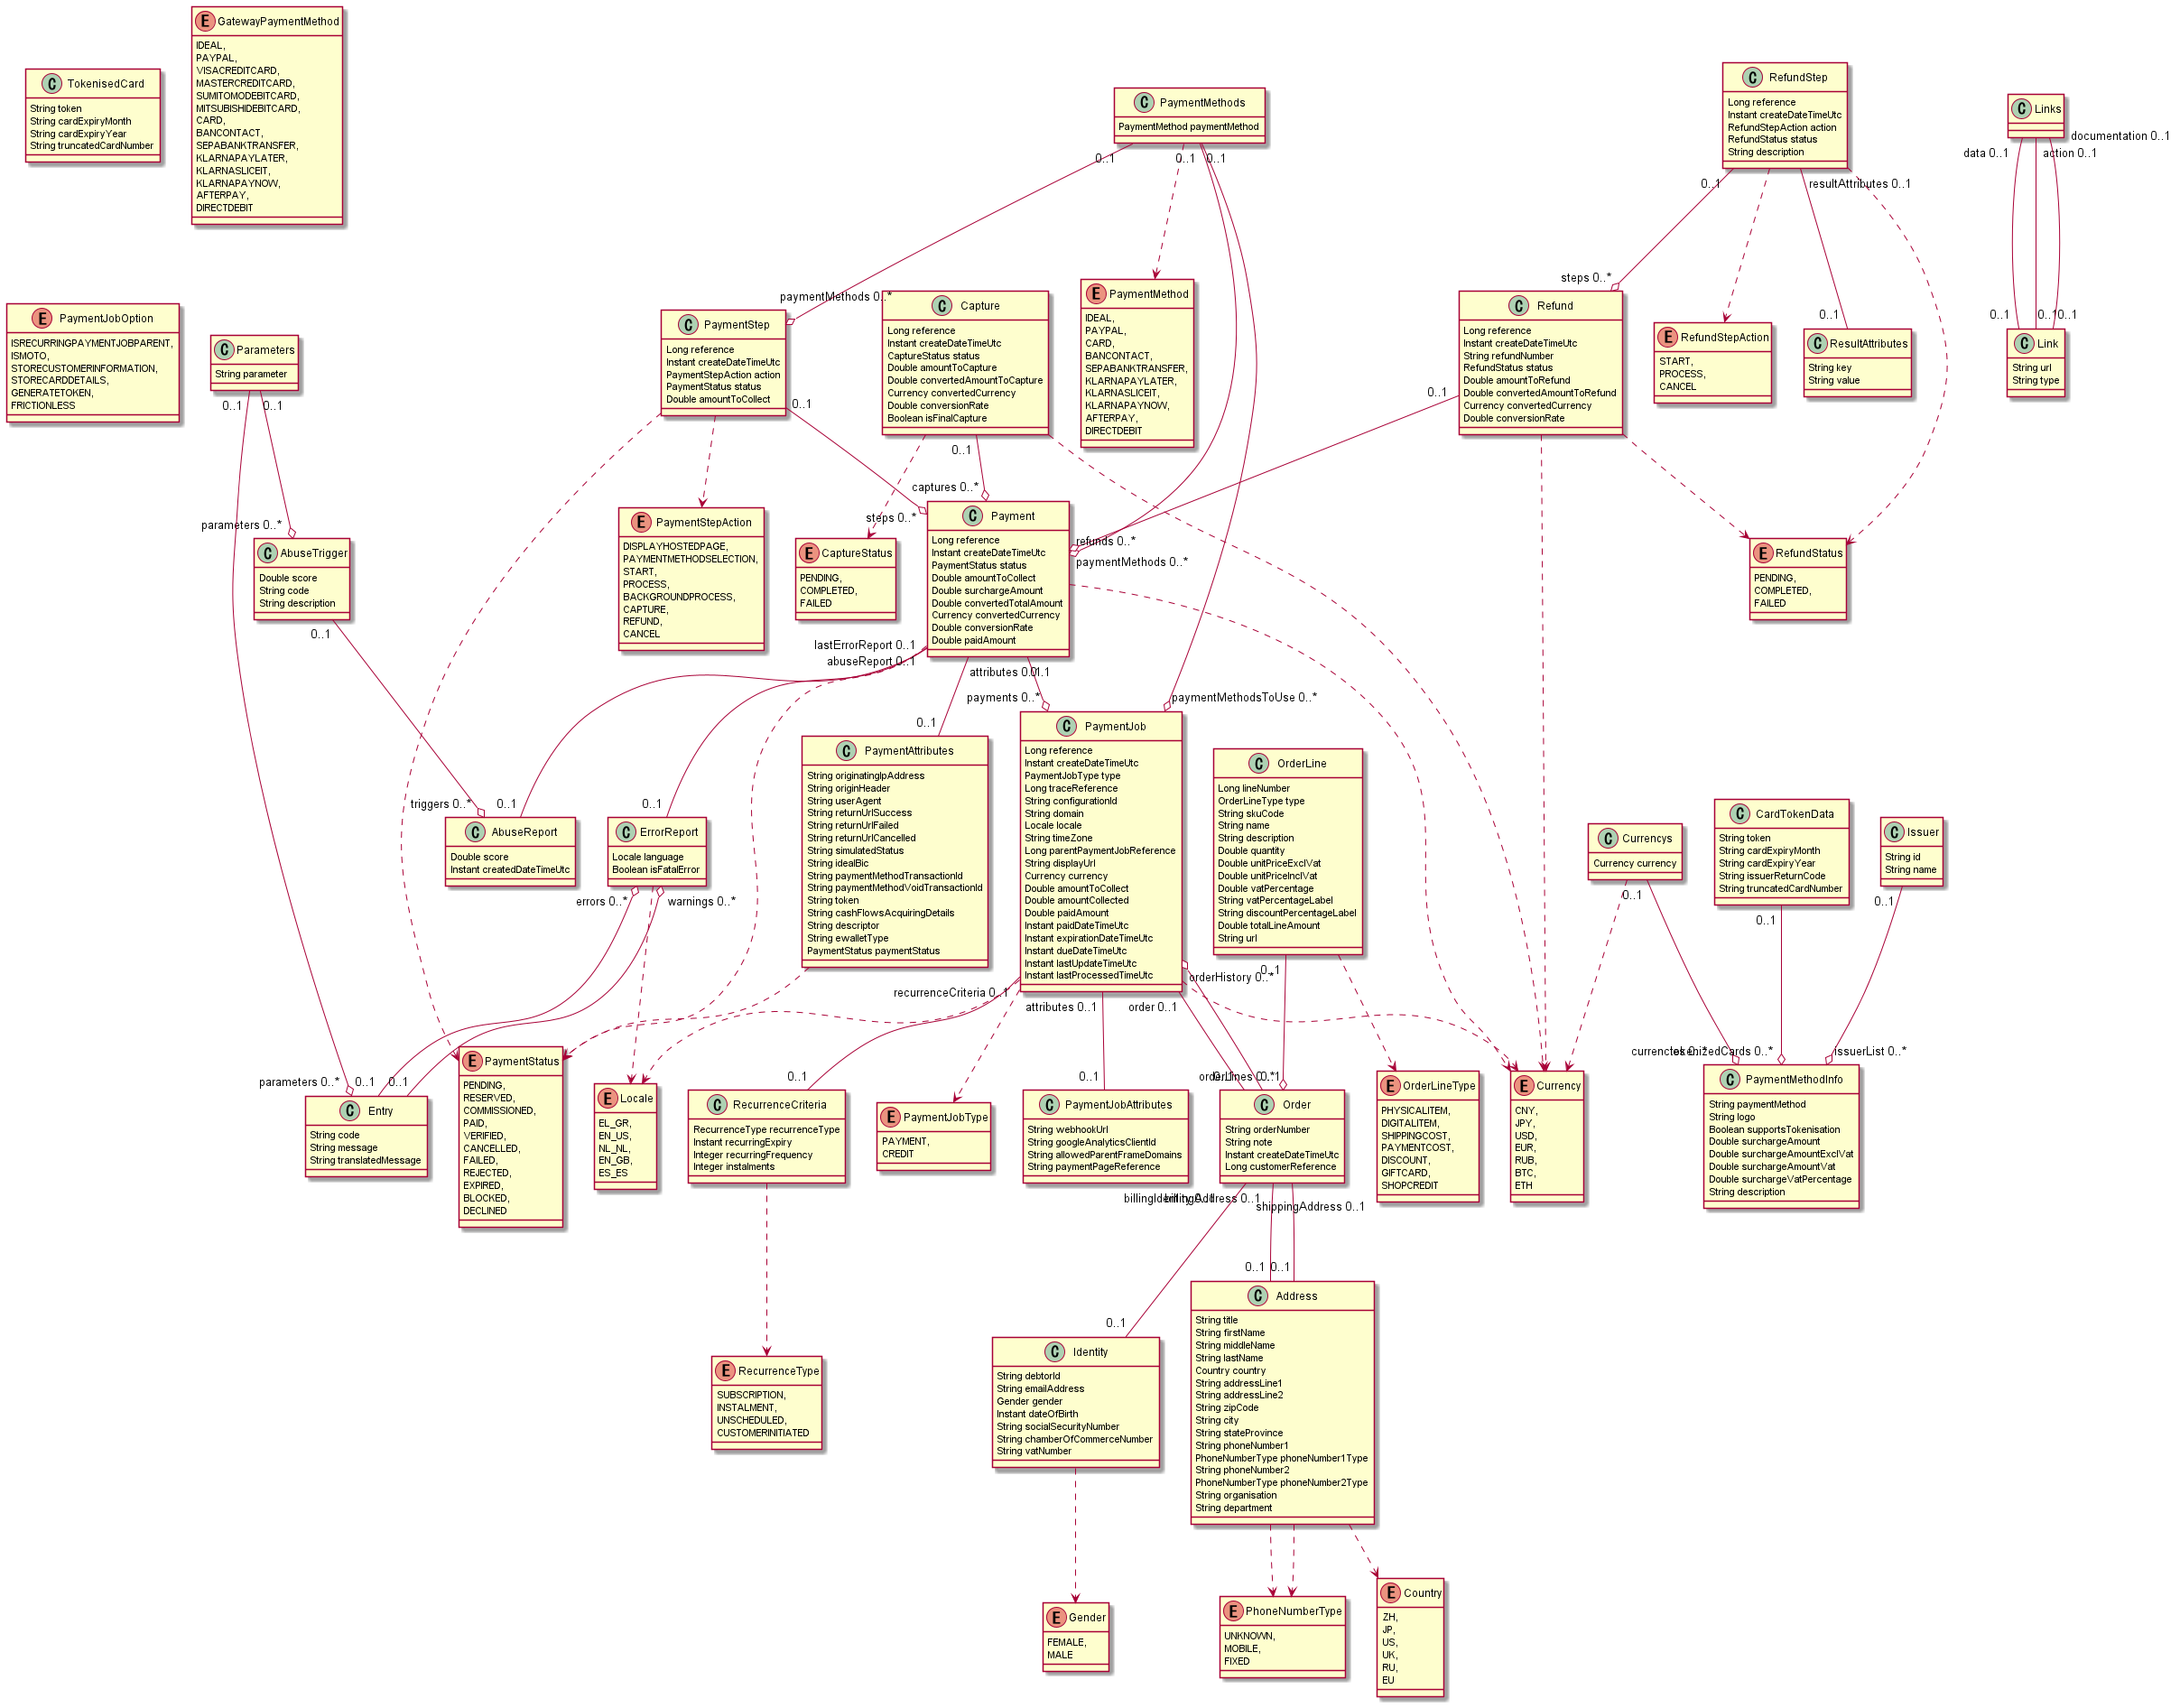 GatewayPaymentMethod
IDEAL,
PAYPAL,
VISACREDITCARD,
MASTERCREDITCARD,
SUMITOMODEBITCARD,
MITSUBISHIDEBITCARD,
CARD,
BANCONTACT,
SEPABANKTRANSFER,
KLARNAPAYLATER,
KLARNASLICEIT,
KLARNAPAYNOW,
AFTERPAY,
DIRECTDEBIT
TokenisedCard
String token
String cardExpiryMonth
String cardExpiryYear
String truncatedCardNumber
PaymentMethods
PaymentMethod paymentMethod
0..1
0..1
0..1
RefundStep
Long reference
Instant createDateTimeUtc
RefundStepAction action
RefundStatus status
String description
0..1
resultAttributes 0..1
Links
data 0..1
action 0..1
documentation 0..1
PaymentJobOption
ISRECURRINGPAYMENTJOBPARENT,
ISMOTO,
STORECUSTOMERINFORMATION,
STORECARDDETAILS,
GENERATETOKEN,
FRICTIONLESS
Parameters
String parameter
0..1
0..1
paymentMethods 0..*
PaymentStep
Long reference
Instant createDateTimeUtc
PaymentStepAction action
PaymentStatus status
Double amountToCollect
0..1
Capture
Long reference
Instant createDateTimeUtc
CaptureStatus status
Double amountToCapture
Double convertedAmountToCapture
Currency convertedCurrency
Double conversionRate
Boolean isFinalCapture
0..1
PaymentMethod
IDEAL,
PAYPAL,
CARD,
BANCONTACT,
SEPABANKTRANSFER,
KLARNAPAYLATER,
KLARNASLICEIT,
KLARNAPAYNOW,
AFTERPAY,
DIRECTDEBIT
steps 0..*
Refund
Long reference
Instant createDateTimeUtc
String refundNumber
RefundStatus status
Double amountToRefund
Double convertedAmountToRefund
Currency convertedCurrency
Double conversionRate
0..1
RefundStepAction
START,
PROCESS,
CANCEL
0..1
ResultAttributes
String key
String value
0..1
0..1
0..1
Link
String url
String type
parameters 0..*
AbuseTrigger
Double score
String code
String description
0..1
PaymentStepAction
DISPLAYHOSTEDPAGE,
PAYMENTMETHODSELECTION,
START,
PROCESS,
BACKGROUNDPROCESS,
CAPTURE,
REFUND,
CANCEL
CaptureStatus
PENDING,
COMPLETED,
FAILED
captures 0..*
steps 0..*
Payment
Long reference
Instant createDateTimeUtc
PaymentStatus status
Double amountToCollect
Double surchargeAmount
Double convertedTotalAmount
Currency convertedCurrency
Double conversionRate
Double paidAmount
refunds 0..*
paymentMethods 0..*
lastErrorReport 0..1
abuseReport 0..1
attributes 0..1
0..1
RefundStatus
PENDING,
COMPLETED,
FAILED
triggers 0..*
0..1
AbuseReport
Double score
Instant createdDateTimeUtc
0..1
ErrorReport
Locale language
Boolean isFatalError
errors 0..*
warnings 0..*
0..1
PaymentAttributes
String originatingIpAddress
String originHeader
String userAgent
String returnUrlSuccess
String returnUrlFailed
String returnUrlCancelled
String simulatedStatus
String idealBic
String paymentMethodTransactionId
String paymentMethodVoidTransactionId
String token
String cashFlowsAcquiringDetails
String descriptor
String ewalletType
PaymentStatus paymentStatus
payments 0..*
paymentMethodsToUse 0..*
PaymentJob
Long reference
Instant createDateTimeUtc
PaymentJobType type
Long traceReference
String configurationId
String domain
Locale locale
String timeZone
Long parentPaymentJobReference
String displayUrl
Currency currency
Double amountToCollect
Double amountCollected
Double paidAmount
Instant paidDateTimeUtc
Instant expirationDateTimeUtc
Instant dueDateTimeUtc
Instant lastUpdateTimeUtc
Instant lastProcessedTimeUtc
recurrenceCriteria 0..1
attributes 0..1
order 0..1
orderHistory 0..*
OrderLine
Long lineNumber
OrderLineType type
String skuCode
String name
String description
Double quantity
Double unitPriceExclVat
Double unitPriceInclVat
Double vatPercentage
String vatPercentageLabel
String discountPercentageLabel
Double totalLineAmount
String url
0..1
Currencys
Currency currency
0..1
CardTokenData
String token
String cardExpiryMonth
String cardExpiryYear
String issuerReturnCode
String truncatedCardNumber
0..1
Issuer
String id
String name
0..1
parameters 0..*
0..1
0..1
Entry
String code
String message
String translatedMessage
PaymentStatus
PENDING,
RESERVED,
COMMISSIONED,
PAID,
VERIFIED,
CANCELLED,
FAILED,
REJECTED,
EXPIRED,
BLOCKED,
DECLINED
Locale
EL_GR,
EN_US,
NL_NL,
EN_GB,
ES_ES
0..1
RecurrenceCriteria
RecurrenceType recurrenceType
Instant recurringExpiry
Integer recurringFrequency
Integer instalments
PaymentJobType
PAYMENT,
CREDIT
0..1
PaymentJobAttributes
String webhookUrl
String googleAnalyticsClientId
String allowedParentFrameDomains
String paymentPageReference
orderLines 0..*
Order
String orderNumber
String note
Instant createDateTimeUtc
Long customerReference
billingIdentity 0..1
billingAddress 0..1
shippingAddress 0..1
OrderLineType
PHYSICALITEM,
DIGITALITEM,
SHIPPINGCOST,
PAYMENTCOST,
DISCOUNT,
GIFTCARD,
SHOPCREDIT
Currency
CNY,
JPY,
USD,
EUR,
RUB,
BTC,
ETH
currencies 0..*
tokenizedCards 0..*
issuerList 0..*
PaymentMethodInfo
String paymentMethod
String logo
Boolean supportsTokenisation
Double surchargeAmount
Double surchargeAmountExclVat
Double surchargeAmountVat
Double surchargeVatPercentage
String description
RecurrenceType
SUBSCRIPTION,
INSTALMENT,
UNSCHEDULED,
CUSTOMERINITIATED
0..1
Identity
String debtorId
String emailAddress
Gender gender
Instant dateOfBirth
String socialSecurityNumber
String chamberOfCommerceNumber
String vatNumber
0..1
0..1
Address
String title
String firstName
String middleName
String lastName
Country country
String addressLine1
String addressLine2
String zipCode
String city
String stateProvince
String phoneNumber1
PhoneNumberType phoneNumber1Type
String phoneNumber2
PhoneNumberType phoneNumber2Type
String organisation
String department
Gender
FEMALE,
MALE
PhoneNumberType
UNKNOWN,
MOBILE,
FIXED
Country
ZH,
JP,
US,
UK,
RU,
EU